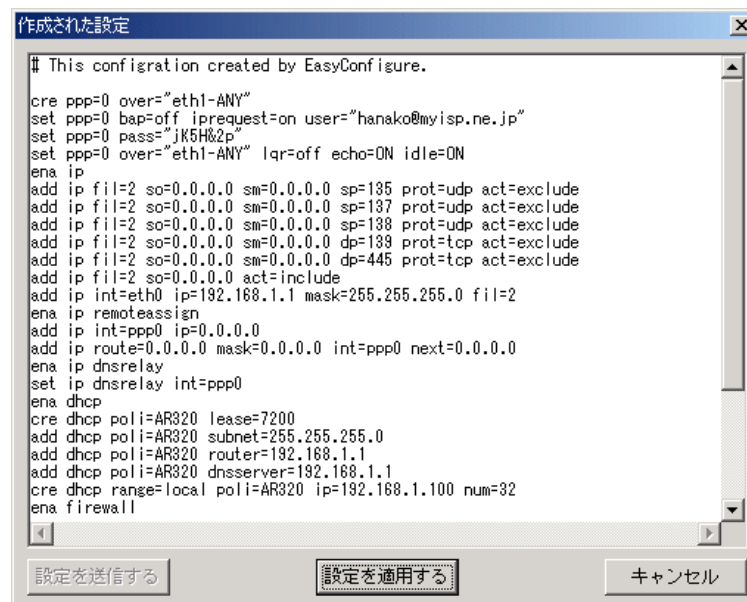 作成された設定
# This configration created by EasyConfigure.
cre ppp=0 over="eth1-ANY"
set ppp=0 bap=off iprequest=on user="hanako@myisp.ne.jp"
set ppp=0 pass="jK5H&2p"
set ppp=0 over="eth1-ANY" lqr=off echo=ON idle=ON
ena ip
add ip fil=2 so=0.0.0.0 sm=0.0.0.0 sp=135 prot=udp act=exclude
add ip fil=2 so=0.0.0.0 sm=0.0.0.0 sp=137 prot=udp act=exclude
add ip fil=2 so=0.0.0.0 sm=0.0.0.0 sp=138 prot=udp act=exclude
add ip fil=2 so=0.0.0.0 sm=0.0.0.0 dp=139 prot=tcp act=exclude
add ip fil=2 so=0.0.0.0 sm=0.0.0.0 dp=445 prot=tcp act=exclude
add ip fil=2 so=0.0.0.0 act=include
add ip int=eth0 ip=192.168.1.1 mask=255.255.255.0 fil=2
ena ip remoteassign
add ip int=ppp0 ip=0.0.0.0
add ip route=0.0.0.0 mask=0.0.0.0 int=ppp0 next=0.0.0.0
ena ip dnsrelay
set ip dnsrelay int=ppp0
ena dhcp
cre dhcp poli=AR320 lease=7200
add dhcp poli=AR320 subnet=255.255.255.0
add dhcp poli=AR320 router=192.168.1.1
add dhcp poli=AR320 dnsserver=192.168.1.1
cre dhcp range=local poli=AR320 ip=192.168.1.100 num=32
ena firewall
設定を送信する 設定を適用する キャンセル